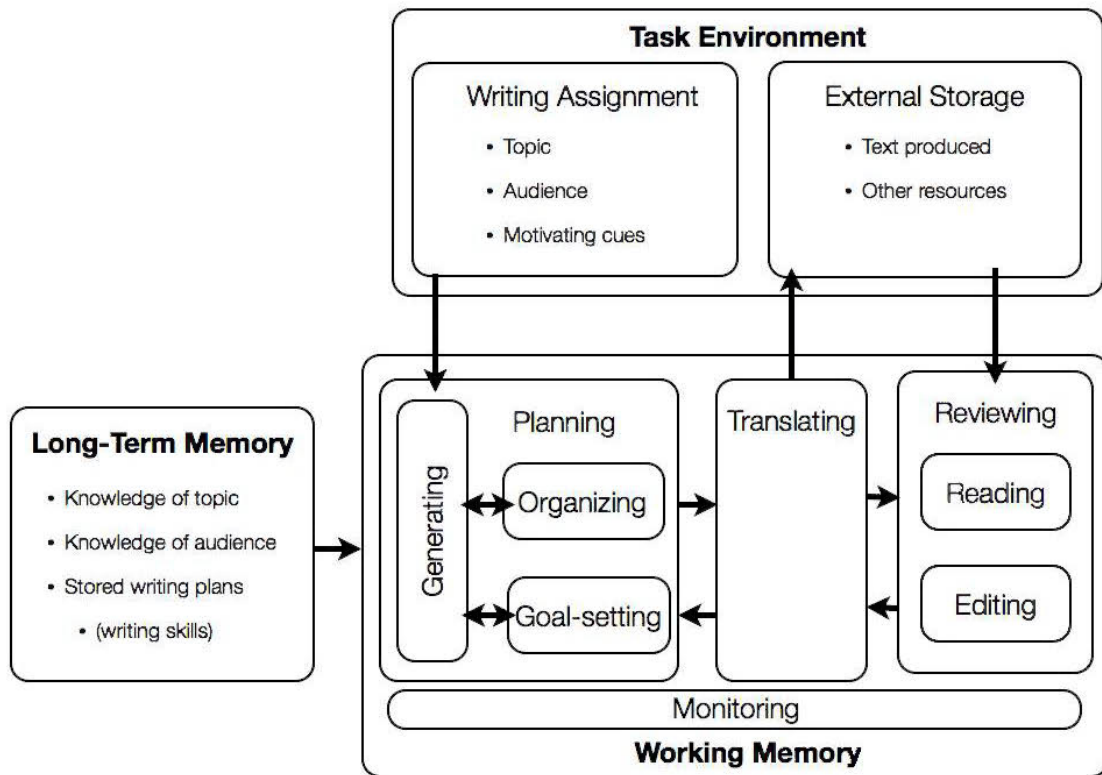 Task Environment
Writing Assignment
• Topic
• Audience
• Motivating cues
External Storage
• Text produced
• Other resources
Long-Term Memory
• Knowledge of topic
• Knowledge of audience
• Stored writing plans
• (writing skills)
Planning
Generating
Organizing
Goal-setting
Translating
Reviewing
Reading
Editing
Monitoring
Working Memory